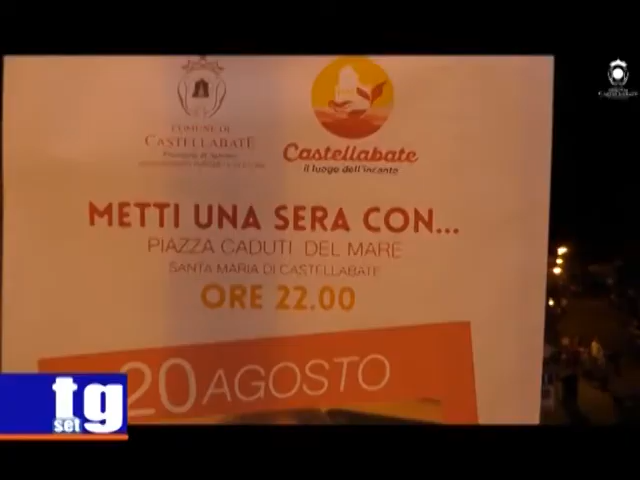 COMUNE DI
CASTELLABATE
Castellabate
il luogo dell'incanto
METTI UNA SERA CON...
PIAZZA CADUTI DEL MARE
SANTA MARIA DI CASTELLABATE
ORE 22.00
20 AGOSTO
tg
set